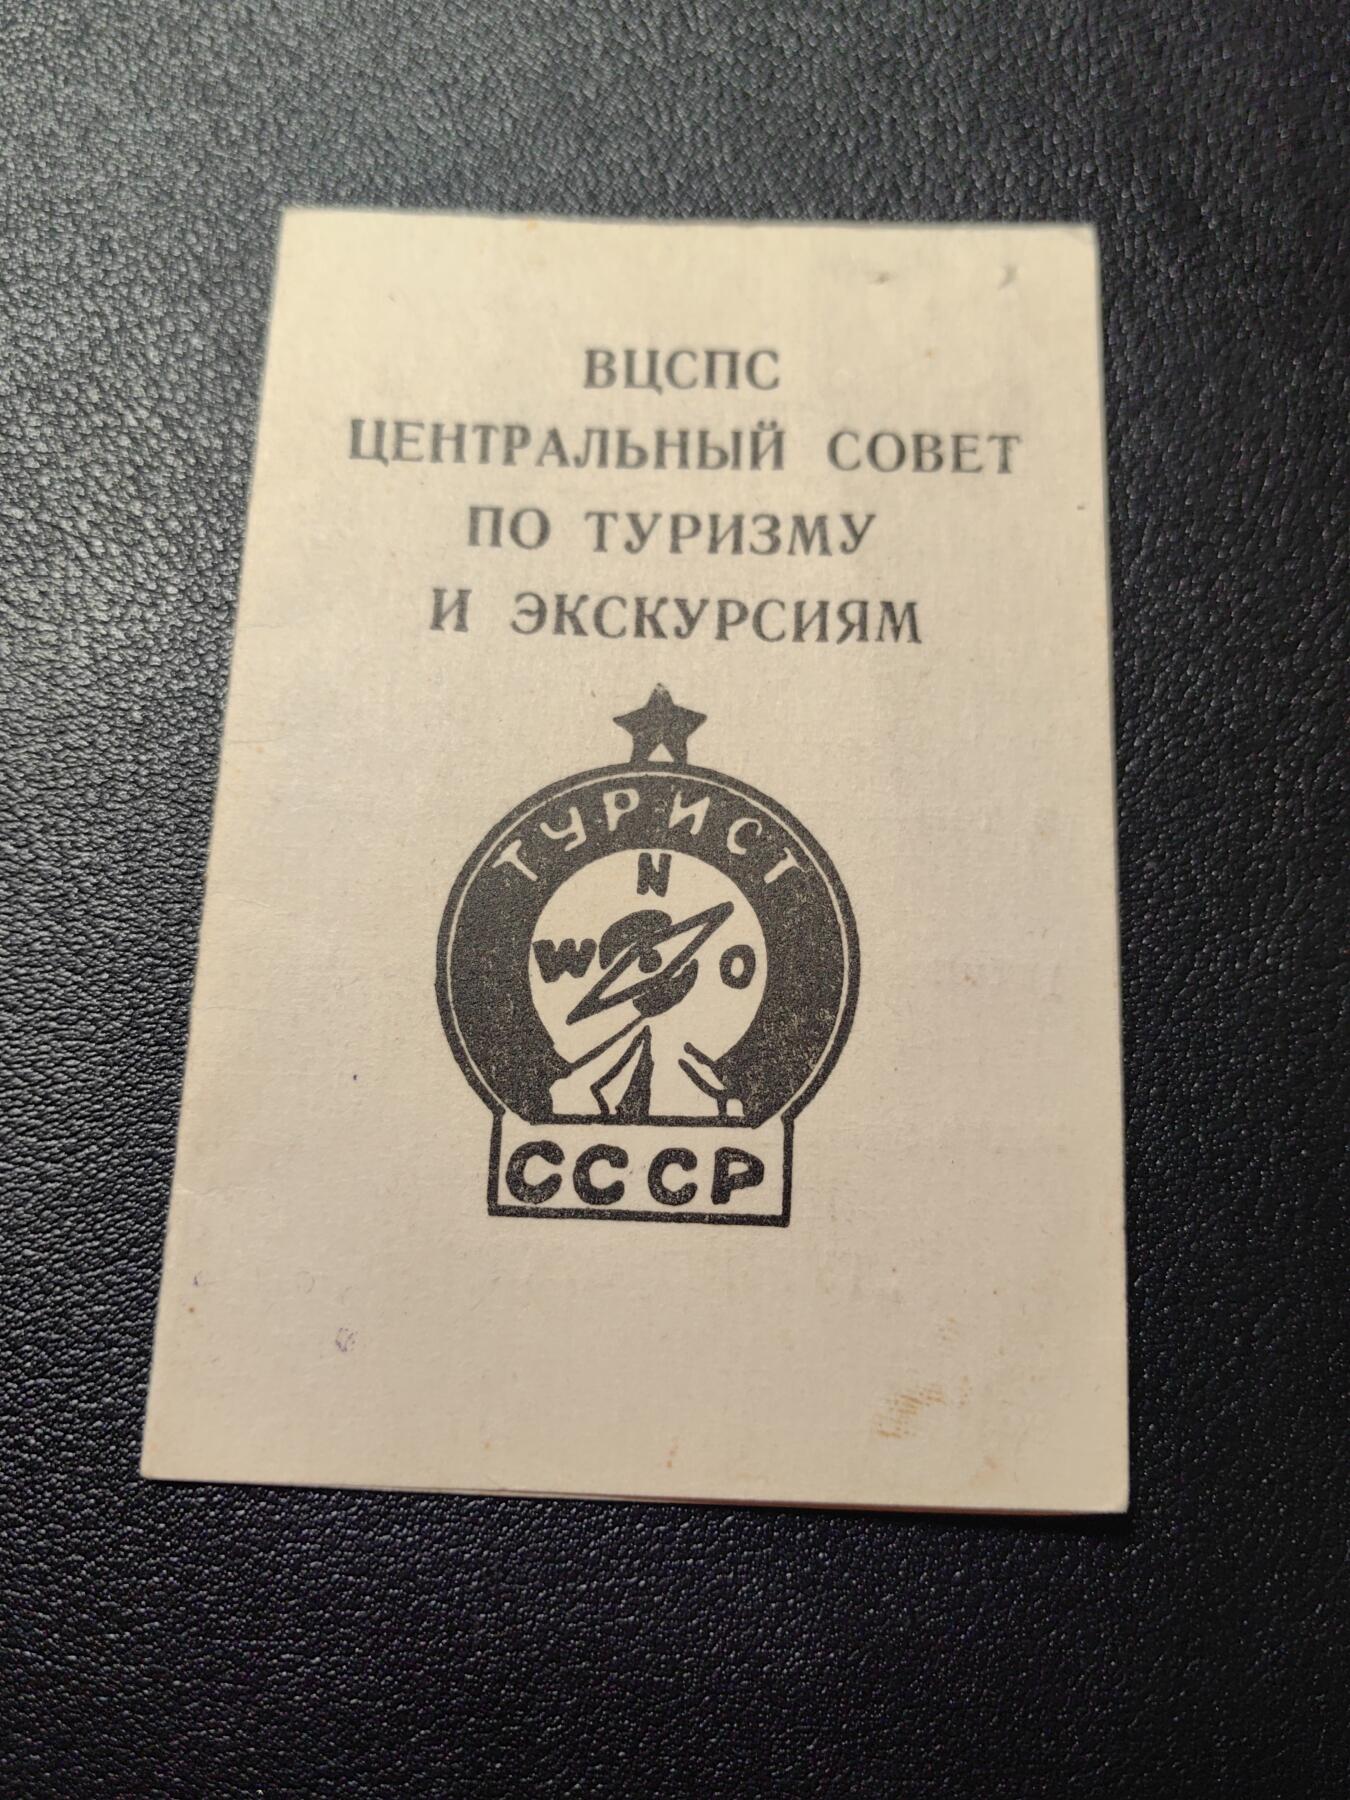 ВЦСПС
ЦЕНТРАЛЬНЫЙ СОВЕТ
ПО ТУРИЗМУ
И ЭКСКУРСИЯМ
ТУРИСТ
N
W O
СССР